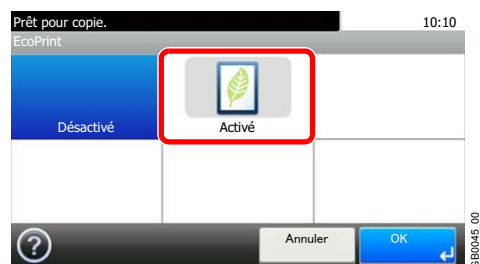 Prêt pour copie. 10:10
EcoPrint
Désactivé Activé
? Annuler OK
GB0045_00